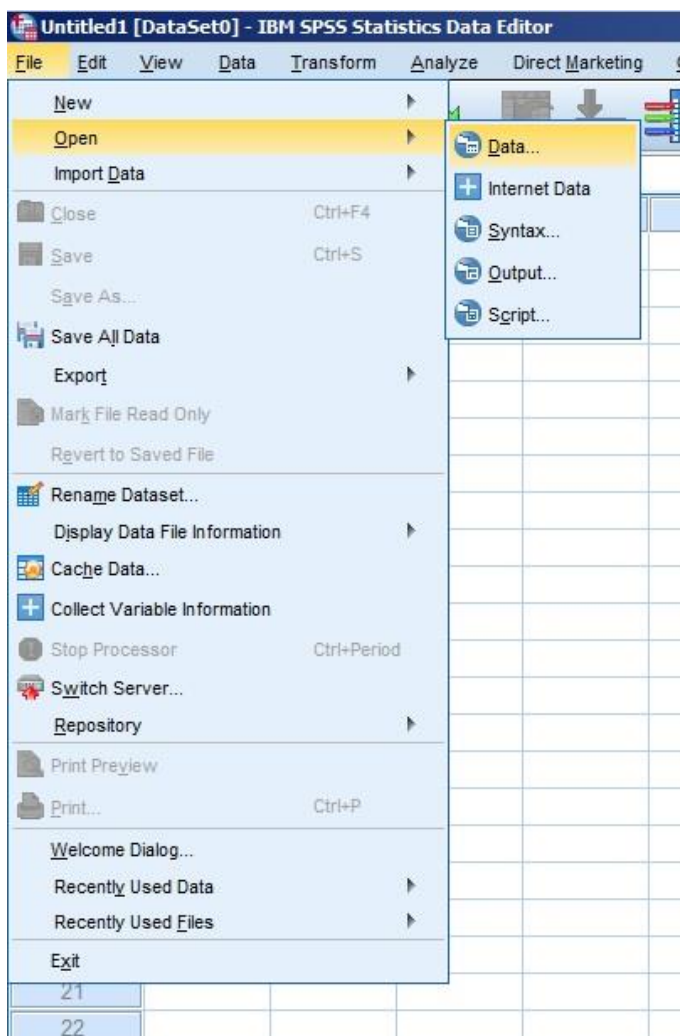 Untitled1 [DataSet0] - IBM SPSS Statistics Data Editor
File Edit View Data Transform Analyze Direct Marketing
New
Open
Import Data
Close Ctrl+F4
Save Ctrl+S
Save As...
Save All Data
Export
Mark File Read Only
Revert to Saved File
Rename Dataset...
Display Data File Information
Cache Data...
Collect Variable Information
Stop Processor Ctrl+Period
Switch Server...
Repository
Print Preview
Print... Ctrl+P
Welcome Dialog...
Recently Used Data
Recently Used Files
Exit
Data...
Internet Data
Syntax...
Output...
Script...
21
22